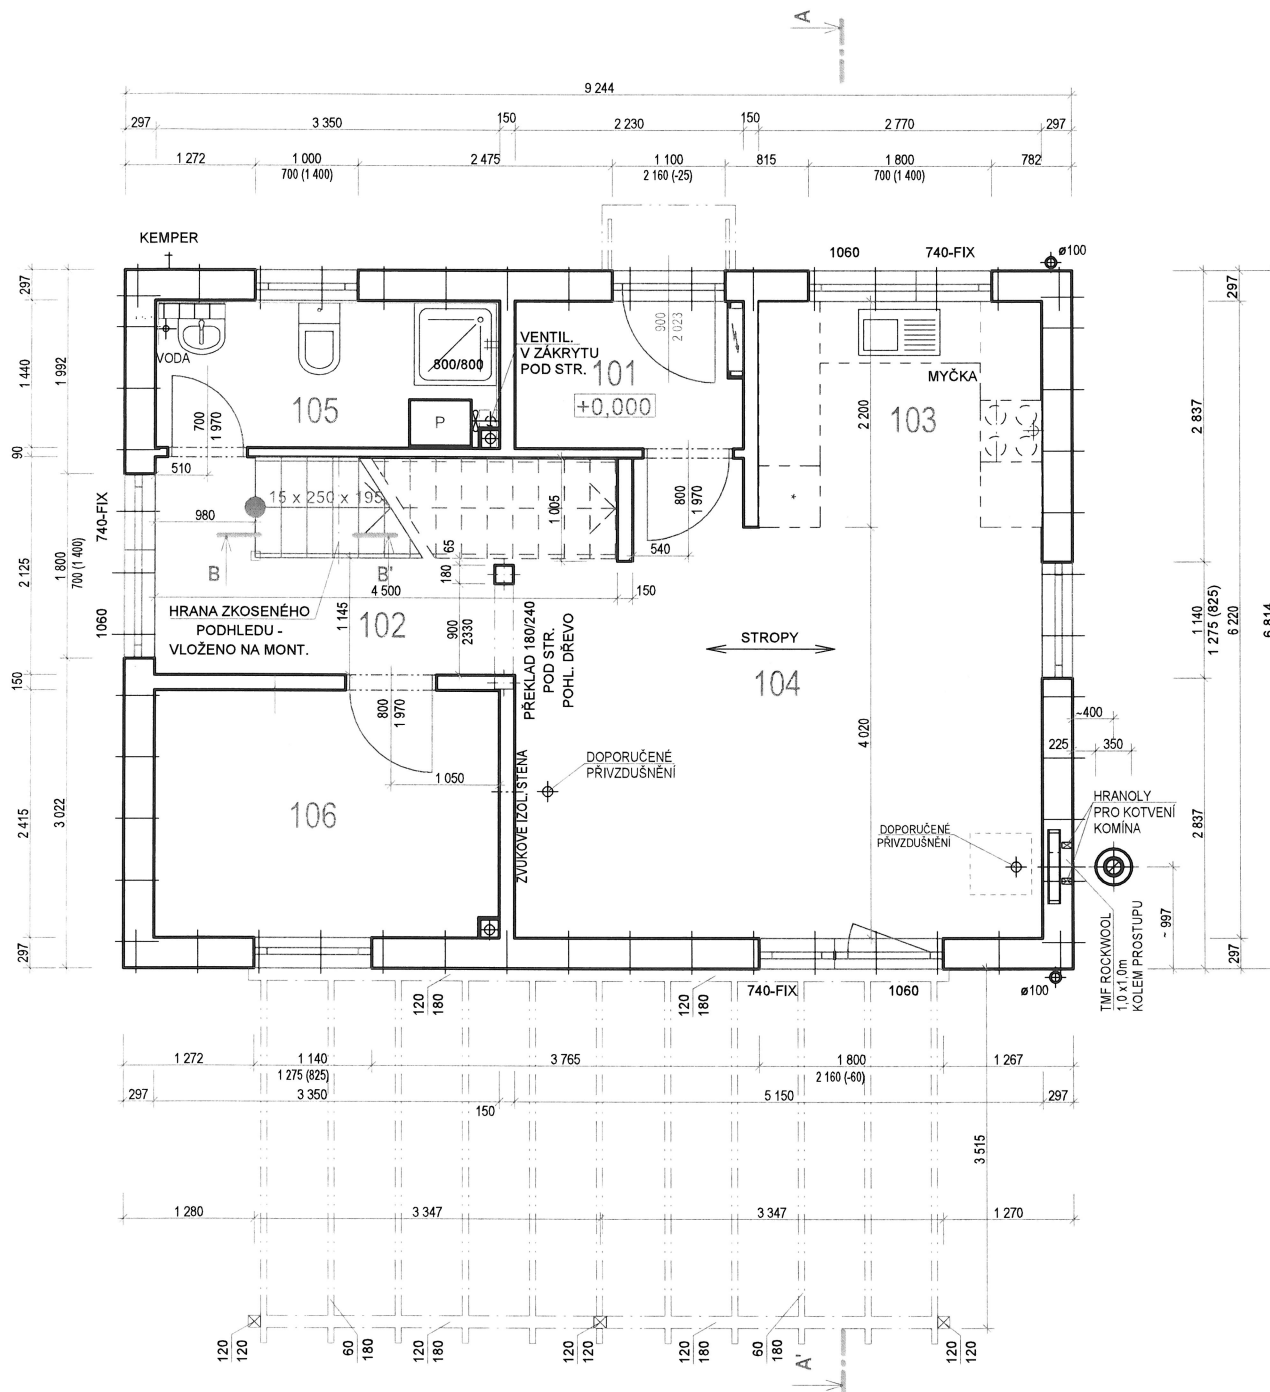 A
9 244
297
3 350
150
2 230
150
2 770
297
1 272
1 000
2 475
1 100
815
1 800
782
700 (1 400)
2 160 (-25)
700 (1 400)
KEMPER
1060
740-FIX
ø100
297
1 440
90
2 125
150
2 415
297
1 992
1 800
700 (1 400)
3 022
740-FIX
1060
VODA
800/800
VENTIL.
V ZÁKRYTU
POD STR.
101
+0,000
900
2 023
MYČKA
103
2 200
105
P
700
1 970
510
980
15 x 250 x 195
1 005
65
180
800
1 970
540
*
B
B'
4 500
150
HRANA ZKOSENÉHO
PODHLEDU -
VLOŽENO NA MONT.
1 145
102
900
2330
PŘEKLAD 180/240
POD STR.
POHL. DŘEVO
STROPY
104
4 020
800
1 970
1 050
106
ZVUKOVE IZOL. STENA
DOPORUČENÉ
PŘIVZDUŠNĚNÍ
DOPORUČENÉ
PŘIVZDUŠNĚNÍ
297
2 837
1 140
1 275 (825)
6 220
6 814
2 837
297
~400
225
350
HRANOLY
PRO KOTVENÍ
KOMÍNA
~ 997
TMF ROCKWOOL
1,0 x1,0m
KOLEM PROSTUPU
120
180
120
180
740-FIX
1060
ø100
1 272
1 140
3 765
1 800
1 267
1 275 (825)
2 160 (-60)
297
3 350
150
5 150
297
3 515
1 280
3 347
3 347
1 270
120
120
60
180
120
180
120
120
120
180
60
180
A'
120
120